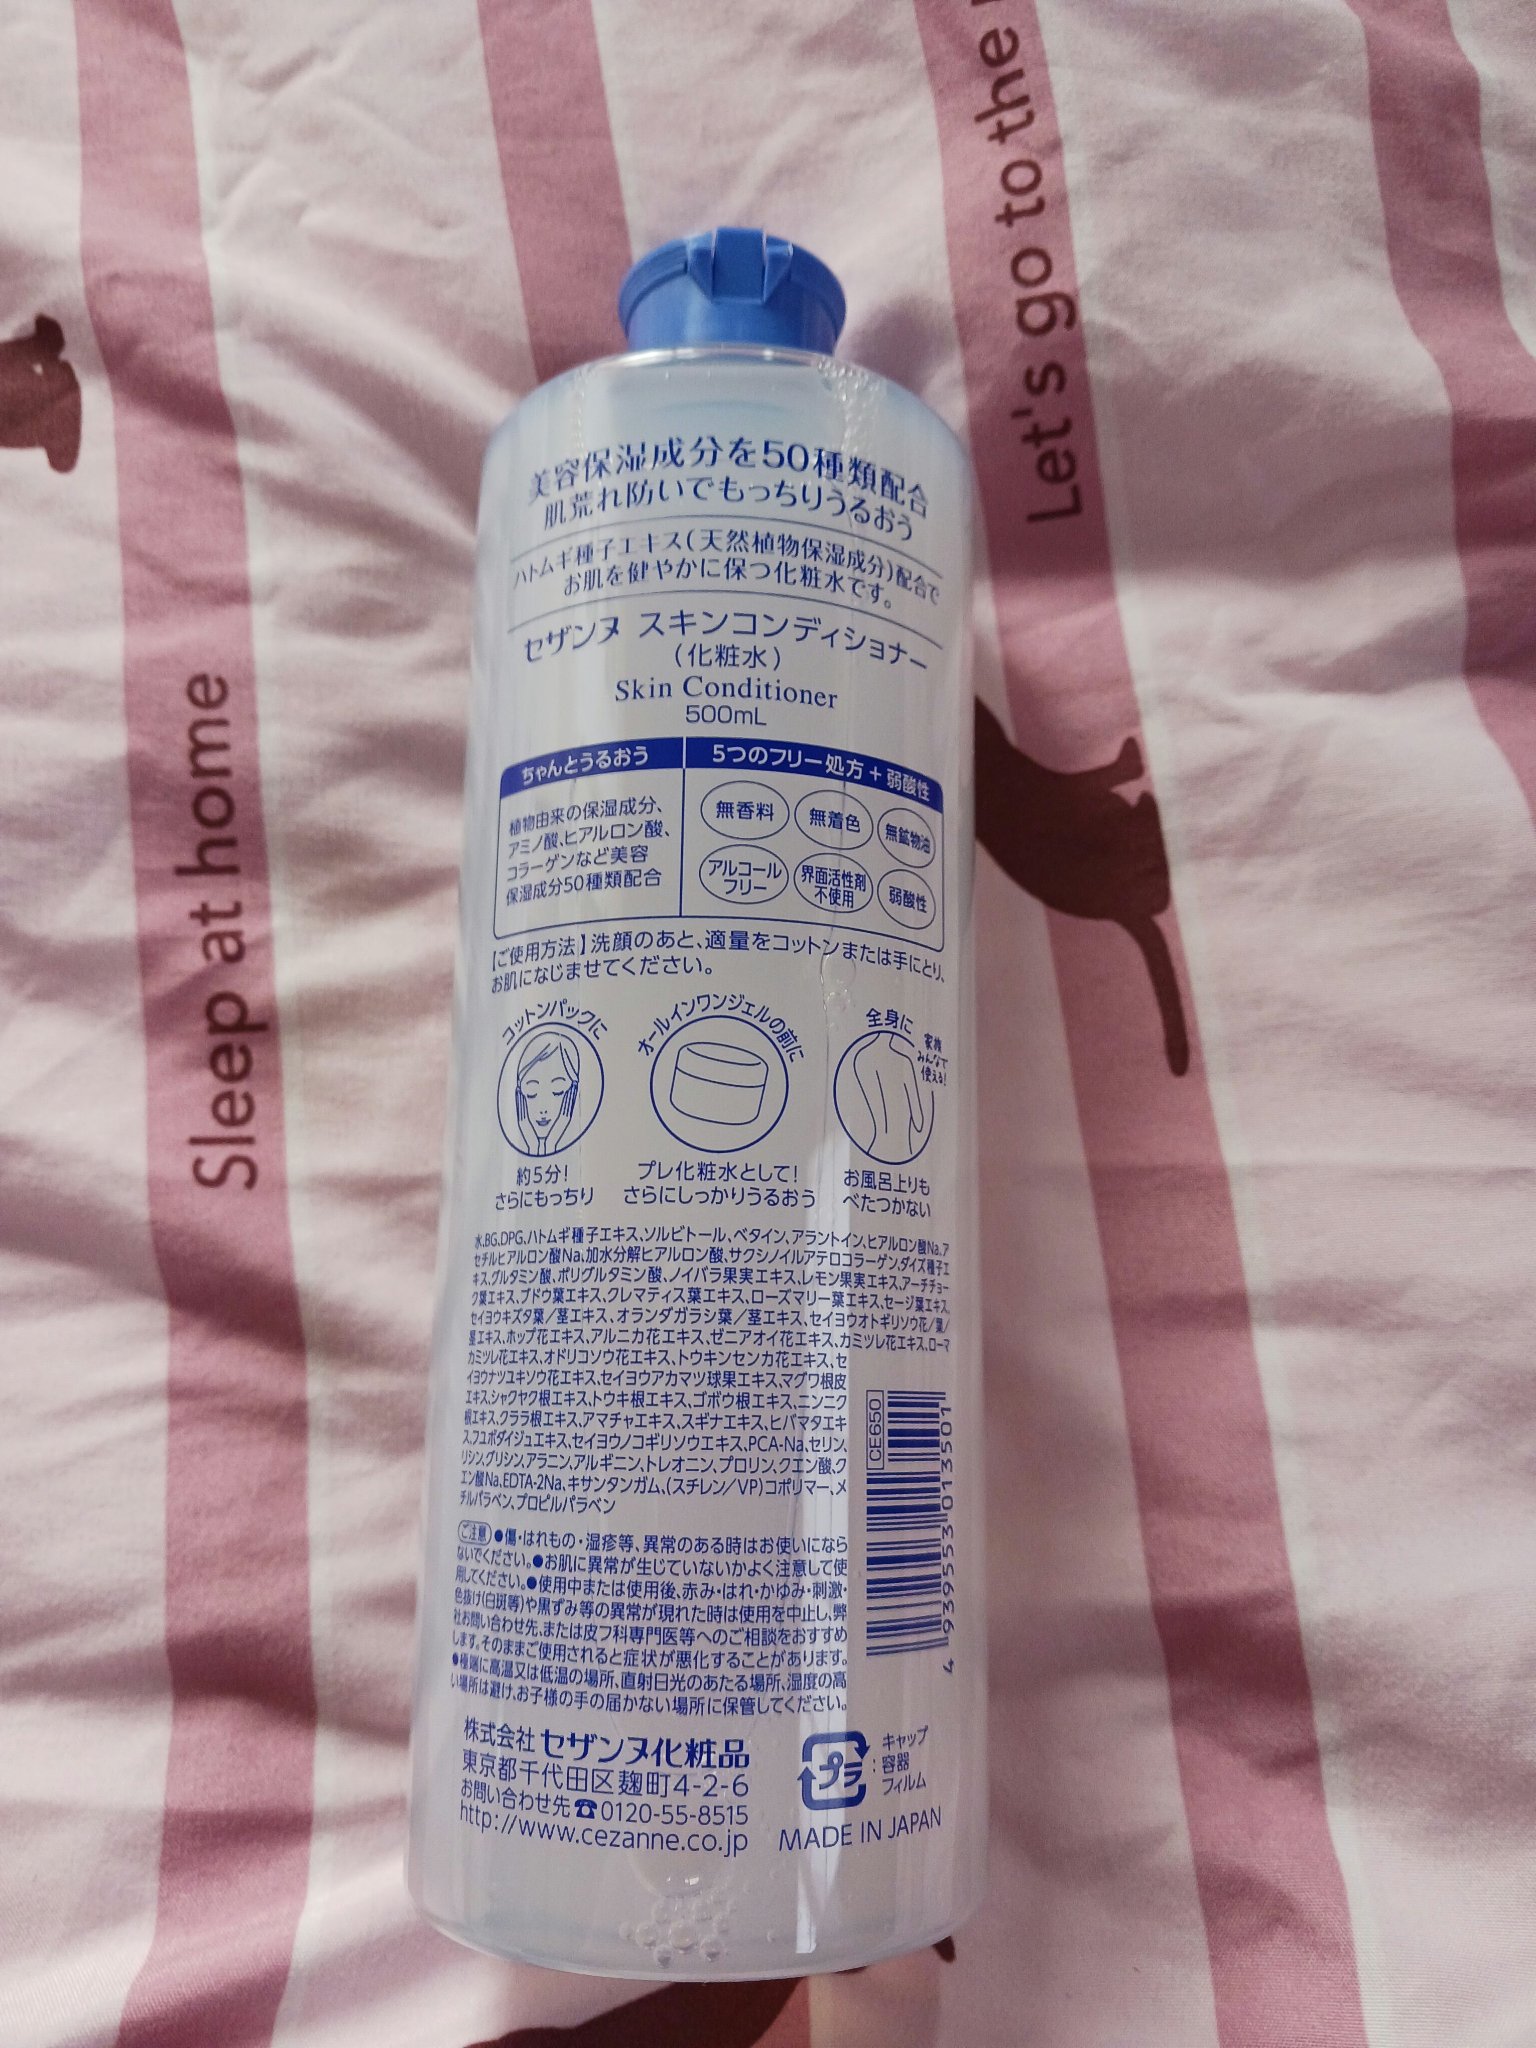 美容保湿成分を50種類配合
肌荒れ防いでもっちりうるおう
ハトムギ種子エキス(天然植物保湿成分)配合で
お肌を健やかに保つ化粧水です。
セザンヌ スキンコンディショナー
(化粧水)
Skin Conditioner
500mL
ちゃんとうるおう
植物由来の保湿成分、
アミノ酸、ヒアルロン酸、
コラーゲンなど美容
保湿成分50種類配合
5つのフリー処方+弱酸性
無香料
無着色
無鉱物油
アルコール
フリー
界面活性剤
不使用
弱酸性
【ご使用方法】洗顔のあと、適量をコットンまたは手にとり、
お肌になじませてください。
コットンパックに
約5分!
さらにもっちり
オールインワンジェルの前に
プレ化粧水として!
さらにしっかりうるおう
全身に
家族
みんなで
使える!
お風呂上りも
べたつかない
水、BG、DPG、ハトムギ種子エキス、ソルビトール、ベタイン、アラントイン、ヒアルロン酸Na、ア
セチルヒアルロン酸Na、加水分解ヒアルロン酸、サクシノイルアテロコラーゲン、ダイズ種子エ
キス、グルタミン酸、ポリグルタミン酸、ノイバラ果実エキス、レモン果実エキス、アーチチョー
ク葉エキス、ブドウ葉エキス、クレマティス葉エキス、ローズマリー葉エキス、セージ葉エキス、
セイヨウキズタ葉/茎エキス、オランダガラシ葉/茎エキス、セイヨウオトギリソウ花/葉/
茎エキス、ホップ花エキス、アルニカ花エキス、ゼニアオイ花エキス、カミツレ花エキス、ローマ
カミツレ花エキス、オドリコソウ花エキス、トウキンセンカ花エキス、セ
イヨウナツユキソウ花エキス、セイヨウアカマツ球果エキス、マグワ根皮
エキス、シャクヤク根エキス、トウキ根エキス、ゴボウ根エキス、ニンニク
根エキス、クララ根エキス、アマチャエキス、スギナエキス、ヒバマタエキ
ス、フユボダイジュエキス、セイヨウノコギリソウエキス、PCA-Na、セリン、
リシン、グリシン、アラニン、アルギニン、トレオニン、プロリン、クエン酸、ク
エン酸Na、EDTA-2Na、キサンタンガム、(スチレン/VP)コポリマー、メ
チルパラベン、プロピルパラベン
CE650
4 939553 013501
ご注意 ●傷・はれもの・湿疹等、異常のある時はお使いになら
ないでください。●お肌に異常が生じていないかよく注意して使
用してください。●使用中または使用後、赤み・はれ・かゆみ・刺激・
色抜け(白斑等)や黒ずみ等の異常が現れた時は使用を中止し、弊
社お問い合わせ先、または皮フ科専門医等へのご相談をおすすめ
します。そのままご使用されると症状が悪化することがあります。
●極端に高温又は低温の場所、直射日光のあたる場所、湿度の高
い場所は避け、お子様の手の届かない場所に保管してください。
株式会社 セザンヌ化粧品
東京都千代田区麹町4-2-6
お問い合わせ先☎0120-55-8515
http://www.cezanne.co.jp
プラ
:
キャップ
容器
フィルム
MADE IN JAPAN
Sleep at home
Let's go to the